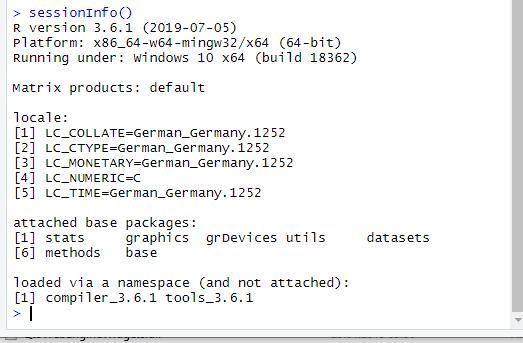 > sessionInfo()
R version 3.6.1 (2019-07-05)
Platform: x86_64-w64-mingw32/x64 (64-bit)
Running under: Windows 10 x64 (build 18362)
Matrix products: default
locale:
[1] LC_COLLATE=German_Germany.1252
[2] LC_CTYPE=German_Germany.1252
[3] LC_MONETARY=German_Germany.1252
[4] LC_NUMERIC=C
[5] LC_TIME=German_Germany.1252
attached base packages:
[1] stats     graphics  grDevices utils     datasets
[6] methods   base
loaded via a namespace (and not attached):
[1] compiler_3.6.1 tools_3.6.1
>